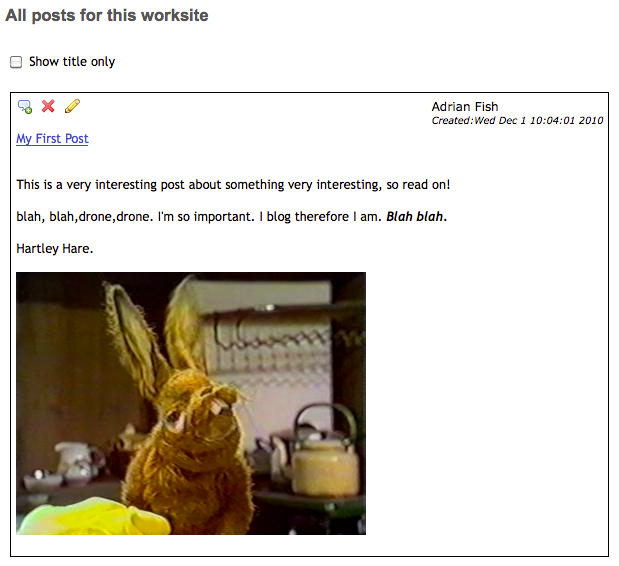 All posts for this worksite
Show title only
Adrian Fish
Created:Wed Dec 1 10:04:01 2010
My First Post
This is a very interesting post about something very interesting, so read on!
blah, blah,drone,drone. I'm so important. I blog therefore I am. Blah blah.
Hartley Hare.